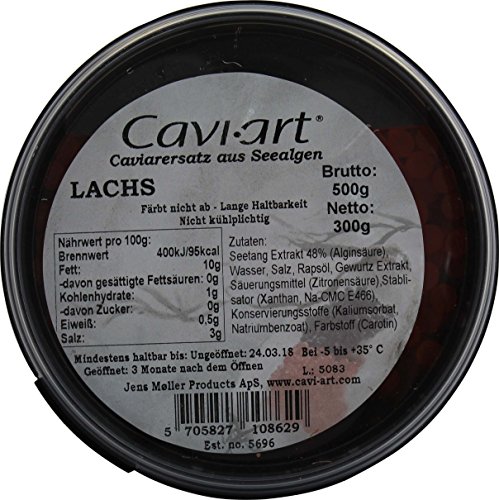 Cavi·art®
Caviarersatz aus Seealgen
LACHS
Brutto:
500g
Netto:
300g
Färbt nicht ab - Lange Haltbarkeit
Nicht kühlplichtig
Nährwert pro 100g:
Brennwert 400kJ/95kcal
Fett: 10g
-davon gesättigte Fettsäuren: 0g
Kohlenhydrate: 1g
-davon Zucker: 0g
Eiweiß: 0,5g
Salz: 3g
Zutaten:
Seetang Extrakt 48% (Alginsäure),
Wasser, Salz, Rapsöl, Gewürtz Extrakt,
Säuerungsmittel (Zitronensäure),Stabli-
sator (Xanthan, Na-CMC E466),
Konservierungsstoffe (Kaliumsorbat,
Natriumbenzoat), Farbstoff (Carotin)
Mindestens haltbar bis: Ungeöffnet: 24.03.18 Bei -5 bis +35° C
Geöffnet: 3 Monate nach dem Öffnen L.: 5083
Jens Møller Products ApS, www.cavi-art.com
5 705827 108629
Est. no. 5696